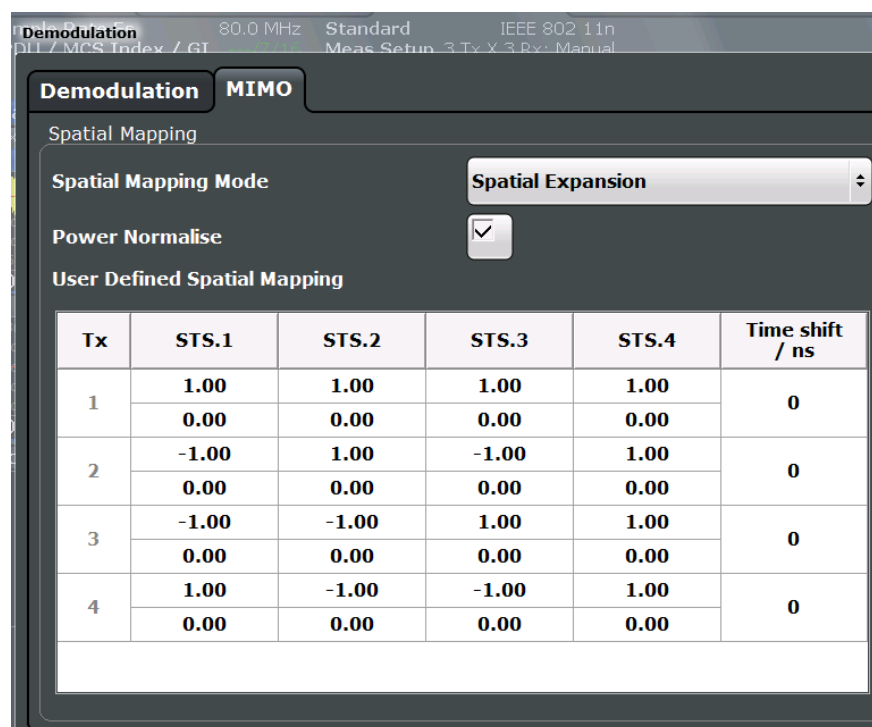 80.0 MHz Standard IEEE 802 11n
Demodulation
MCS Index / GI Meas Setup 3 Tx X 3 Rx: Manual
Demodulation MIMO
Spatial Mapping
Spatial Mapping Mode Spatial Expansion
Power Normalise
User Defined Spatial Mapping
Tx STS.1 STS.2 STS.3 STS.4 Time shift / ns
1 1.00 1.00 1.00 1.00 0
0.00 0.00 0.00 0.00
2 -1.00 1.00 -1.00 1.00 0
0.00 0.00 0.00 0.00
3 -1.00 -1.00 1.00 1.00 0
0.00 0.00 0.00 0.00
4 1.00 -1.00 -1.00 1.00 0
0.00 0.00 0.00 0.00